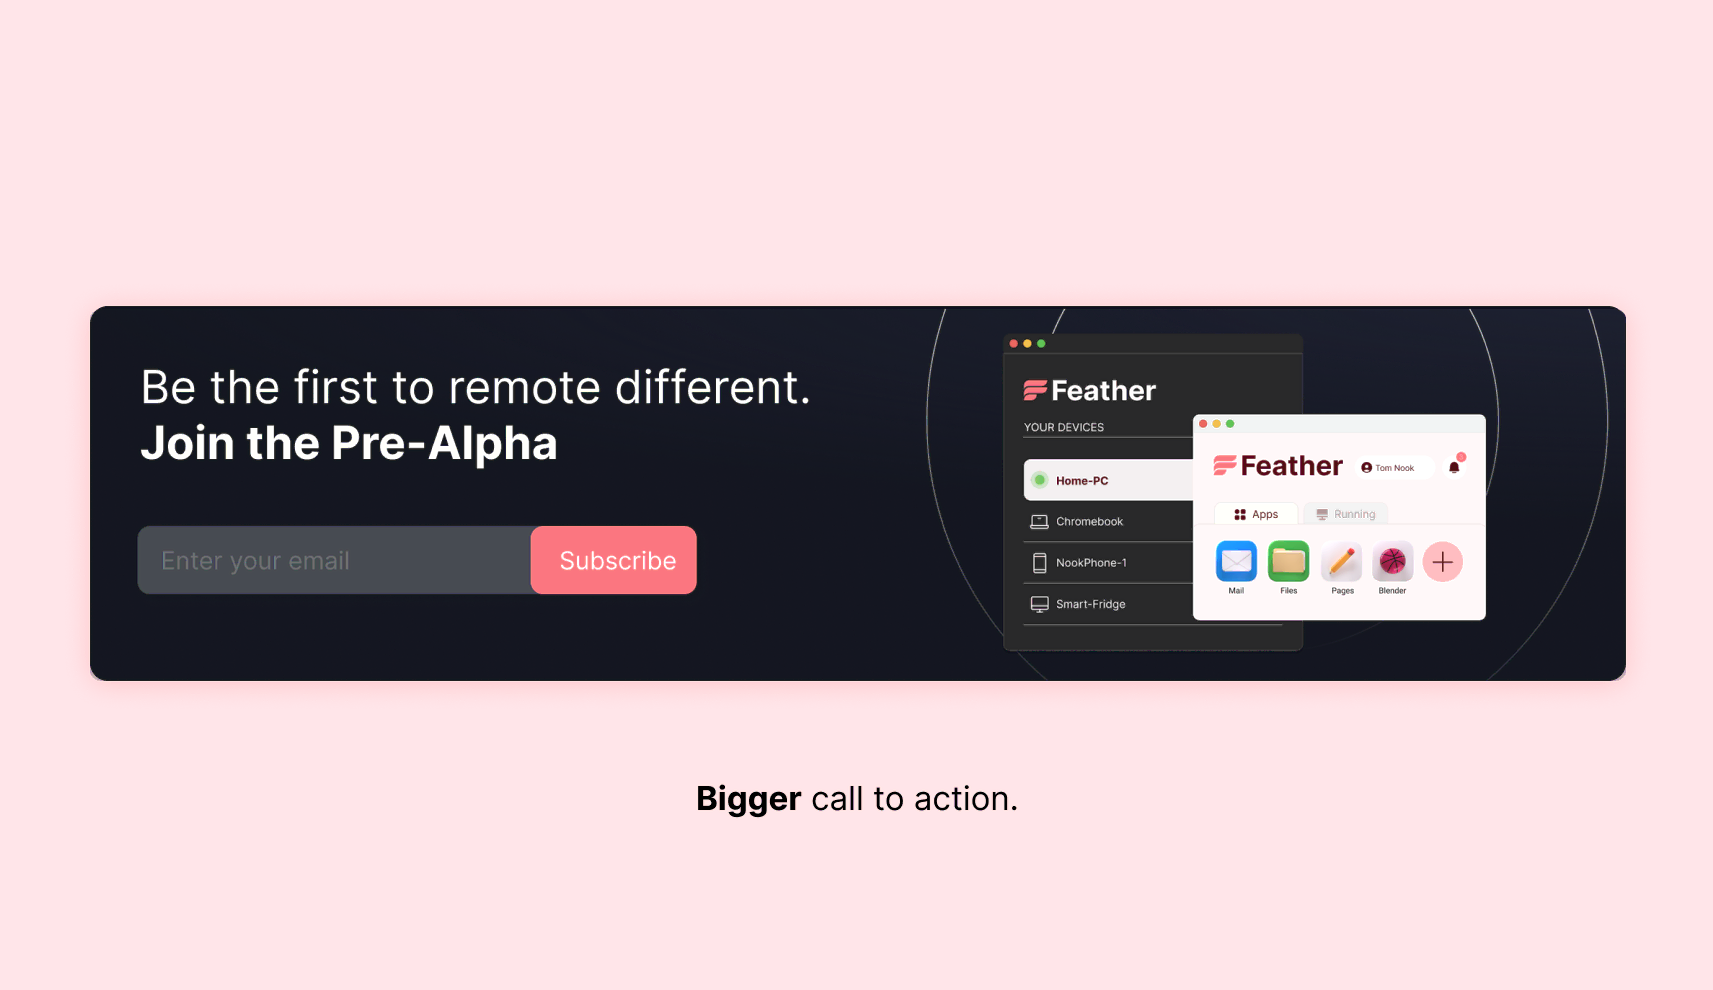 Be the first to remote different.
Join the Pre-Alpha
Enter your email
Subscribe
Feather
YOUR DEVICES
Home-PC
Chromebook
NookPhone-1
Smart-Fridge
Feather
Tom Nook
Apps
Running
Mail
Files
Pages
Blender
Bigger call to action.